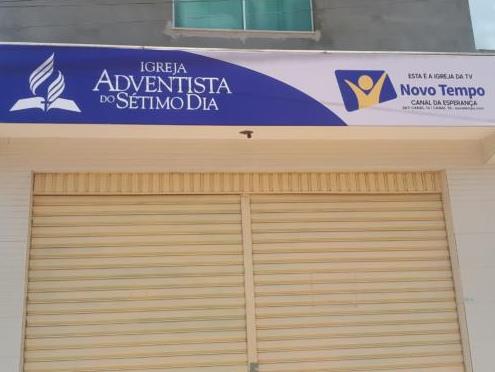 IGREJA
ADVENTISTA
DO SÉTIMO DIA
ESTA É A IGREJA DA TV
Novo Tempo
CANAL DA ESPERANÇA